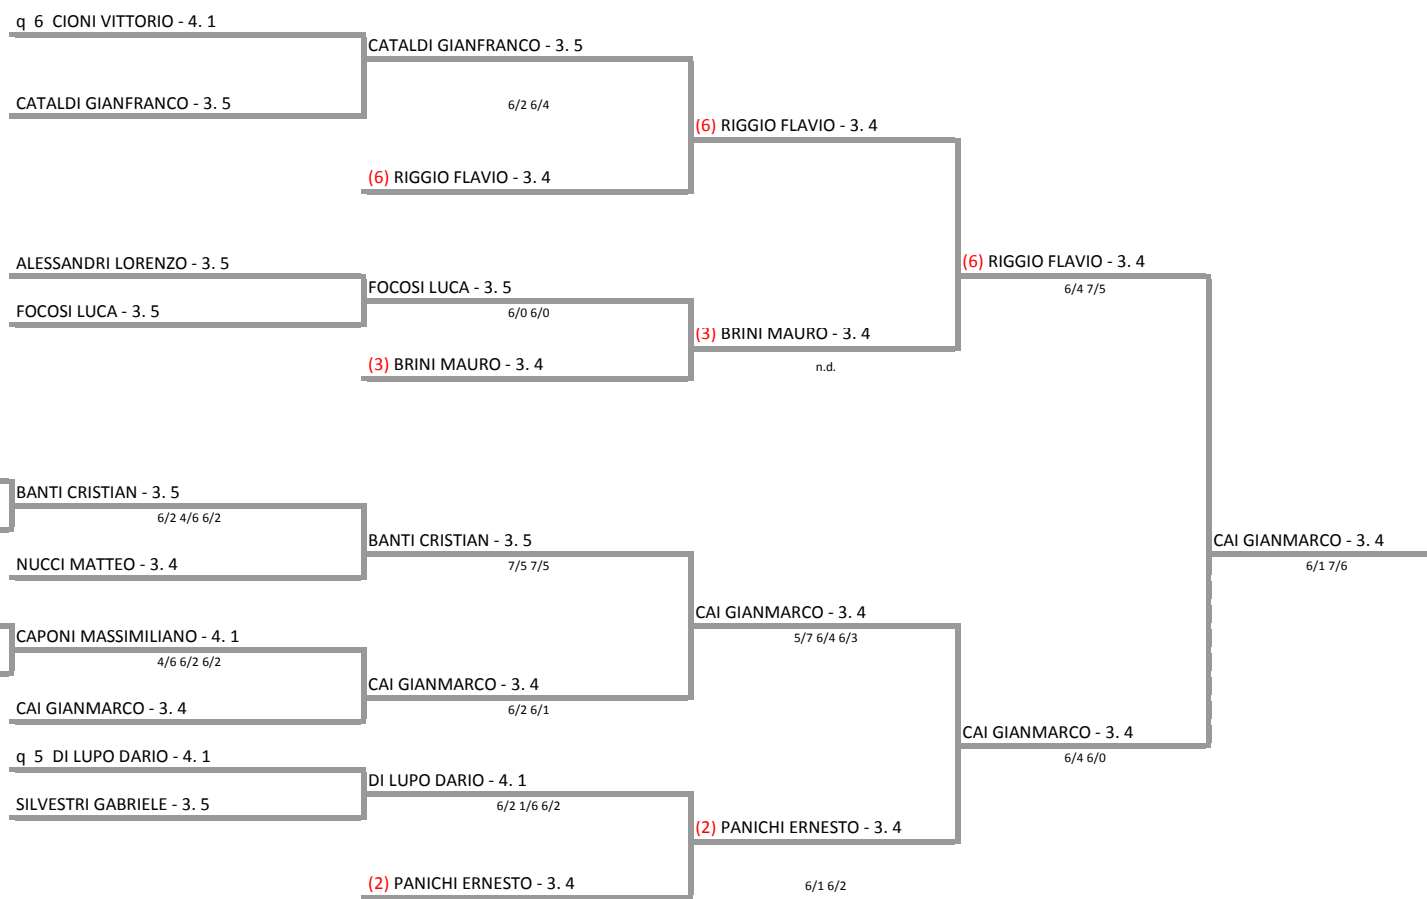 q 6 CIONI VITTORIO - 4. 1
CATALDI GIANFRANCO - 3. 5
CATALDI GIANFRANCO - 3. 5
6/2 6/4
(6) RIGGIO FLAVIO - 3. 4
(6) RIGGIO FLAVIO - 3. 4
ALESSANDRI LORENZO - 3. 5
(6) RIGGIO FLAVIO - 3. 4
6/4 7/5
FOCOSI LUCA - 3. 5
FOCOSI LUCA - 3. 5
6/0 6/0
(3) BRINI MAURO - 3. 4
(3) BRINI MAURO - 3. 4
n.d.
BANTI CRISTIAN - 3. 5
6/2 4/6 6/2
BANTI CRISTIAN - 3. 5
7/5 7/5
CAI GIANMARCO - 3. 4
6/1 7/6
NUCCI MATTEO - 3. 4
CAI GIANMARCO - 3. 4
5/7 6/4 6/3
CAPONI MASSIMILIANO - 4. 1
4/6 6/2 6/2
CAI GIANMARCO - 3. 4
6/2 6/1
CAI GIANMARCO - 3. 4
CAI GIANMARCO - 3. 4
6/4 6/0
q 5 DI LUPO DARIO - 4. 1
DI LUPO DARIO - 4. 1
6/2 1/6 6/2
SILVESTRI GABRIELE - 3. 5
(2) PANICHI ERNESTO - 3. 4
6/1 6/2
(2) PANICHI ERNESTO - 3. 4